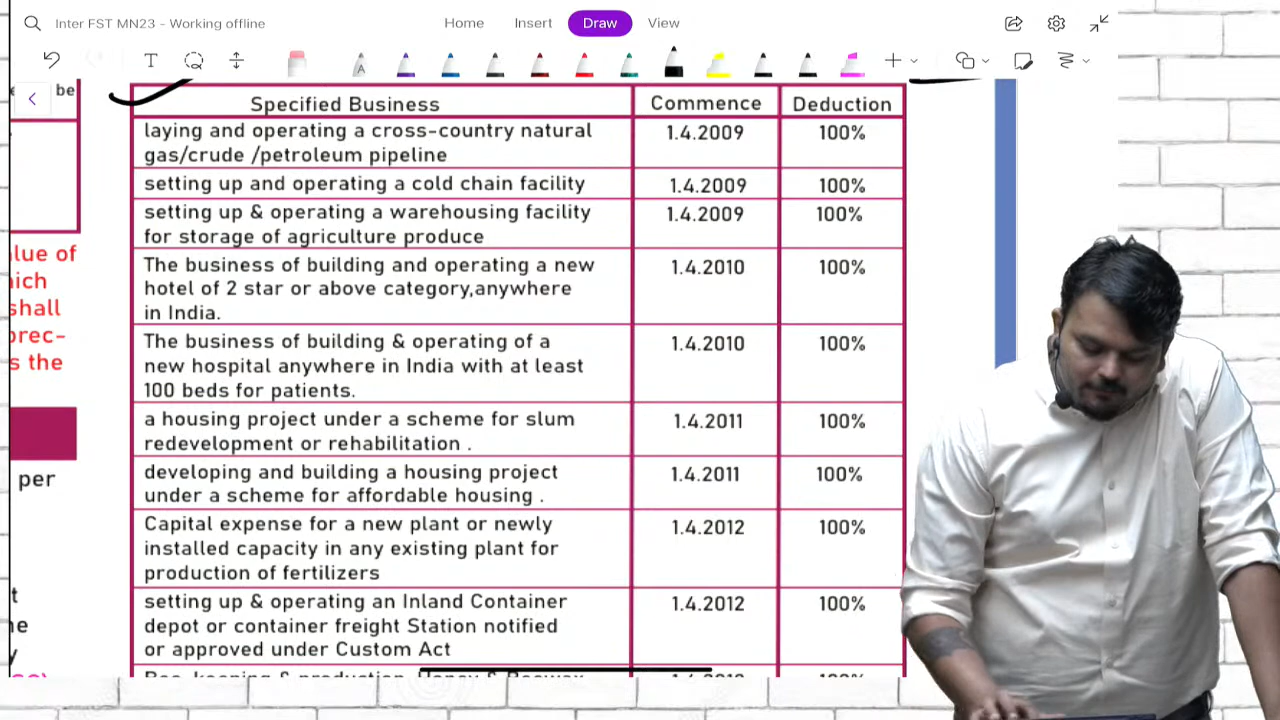 Inter FST MN23 - Working offline
Home Insert Draw View
T
A
be
Specified Business Commence Deduction
laying and operating a cross-country natural 1.4.2009 100%
gas/crude /petroleum pipeline
setting up and operating a cold chain facility 1.4.2009 100%
setting up & operating a warehousing facility 1.4.2009 100%
for storage of agriculture produce
The business of building and operating a new 1.4.2010 100%
hotel of 2 star or above category,anywhere
in India.
The business of building & operating of a 1.4.2010 100%
new hospital anywhere in India with at least
100 beds for patients.
a housing project under a scheme for slum 1.4.2011 100%
redevelopment or rehabilitation .
developing and building a housing project 1.4.2011 100%
under a scheme for affordable housing .
Capital expense for a new plant or newly 1.4.2012 100%
installed capacity in any existing plant for
production of fertilizers
setting up & operating an Inland Container 1.4.2012 100%
depot or container freight Station notified
or approved under Custom Act
lue of
ich
shall
prec-
s the
per